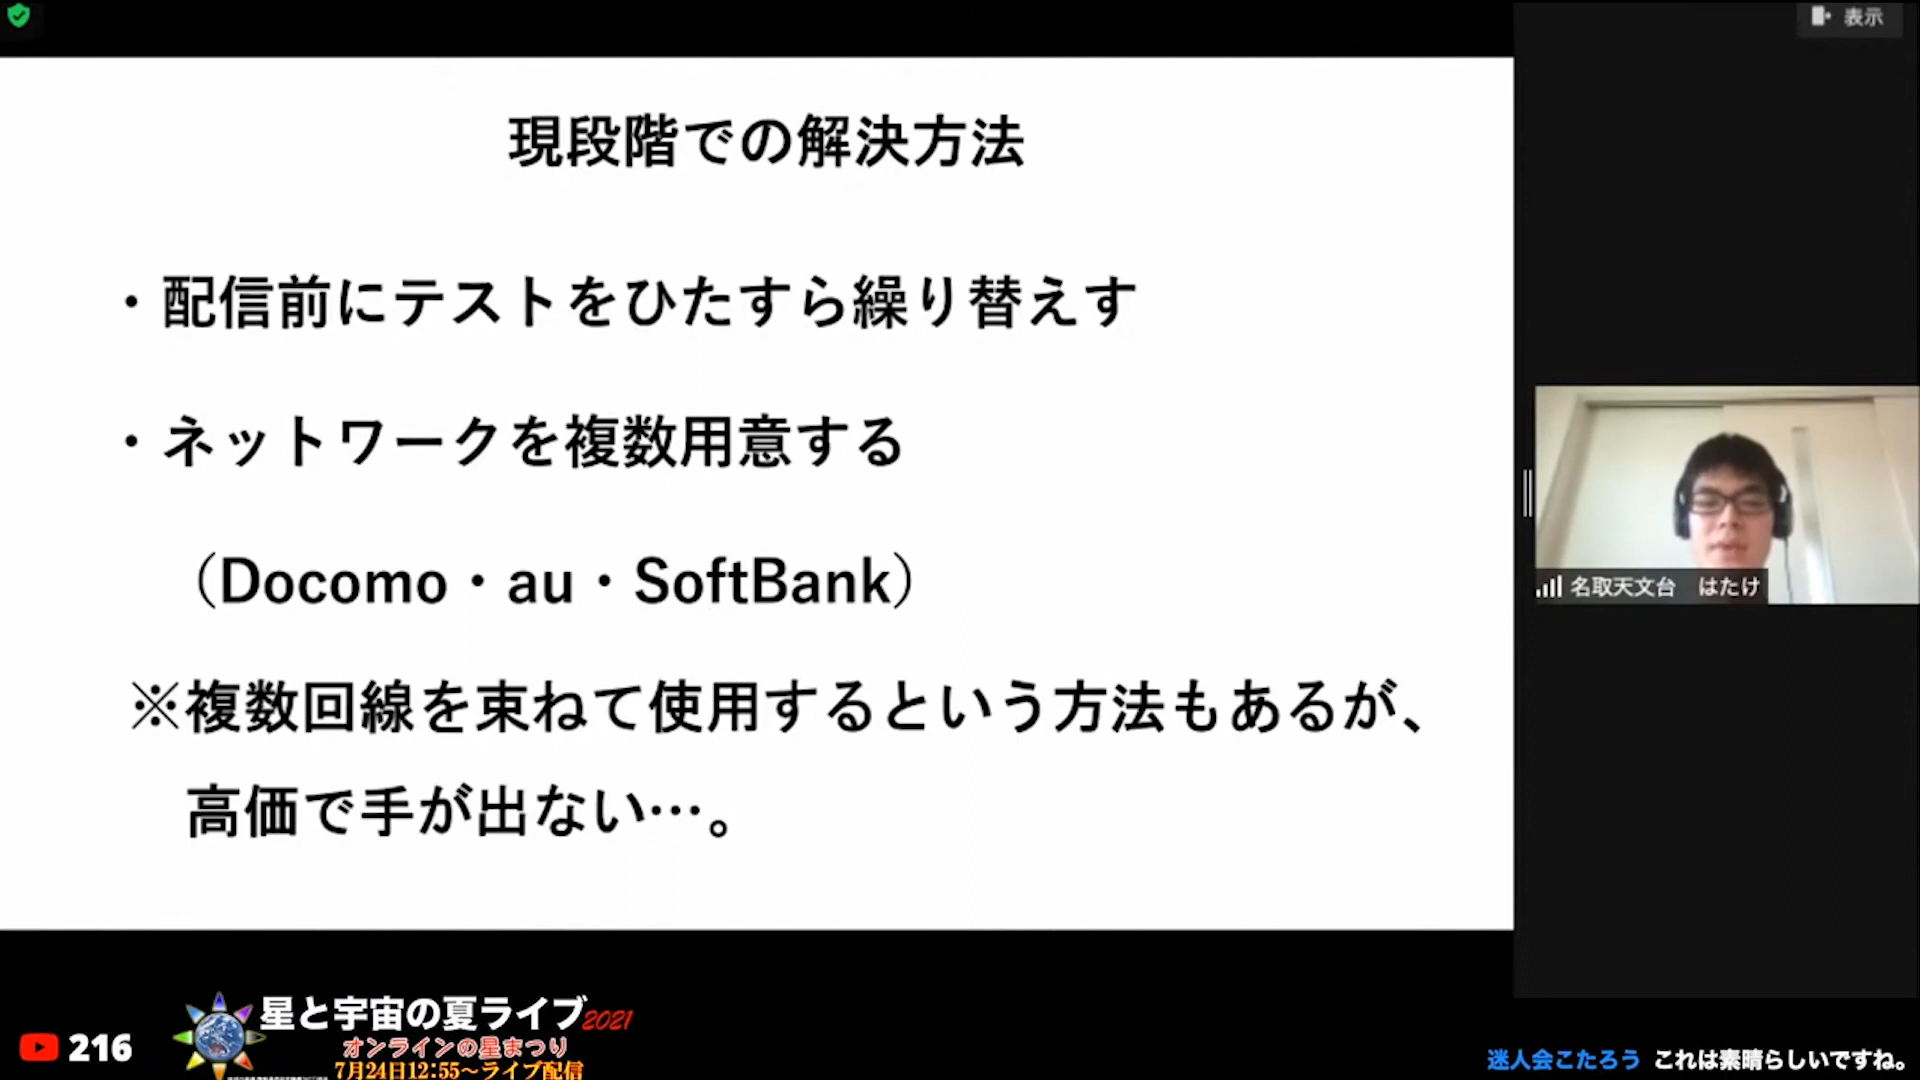 表示
現段階での解決方法
・配信前にテストをひたすら繰り替えす
・ネットワークを複数用意する
（Docomo・au・SoftBank）
※複数回線を束ねて使用するという方法もあるが、
高価で手が出ない…。
名取天文台 はたけ
216
星と宇宙の夏ライブ2021
オンラインの星まつり
7月24日12:55～ライブ配信
迷人会こたろう これは素晴らしいですね。